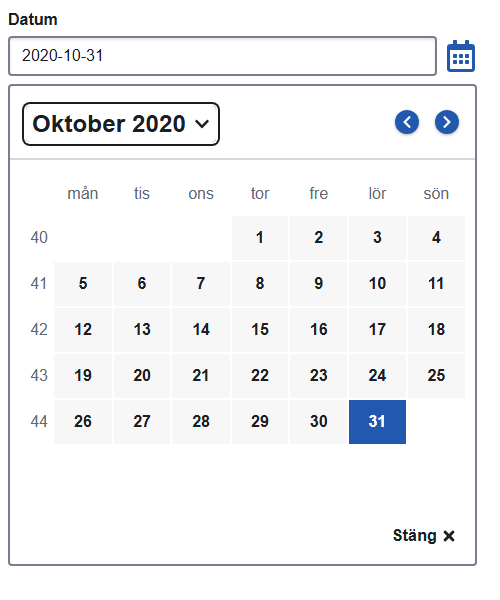 Datum
2020-10-31
Oktober 2020
mån tis ons tor fre lör sön
40 1 2 3 4
41 5 6 7 8 9 10 11
42 12 13 14 15 16 17 18
43 19 20 21 22 23 24 25
44 26 27 28 29 30 31
Stäng